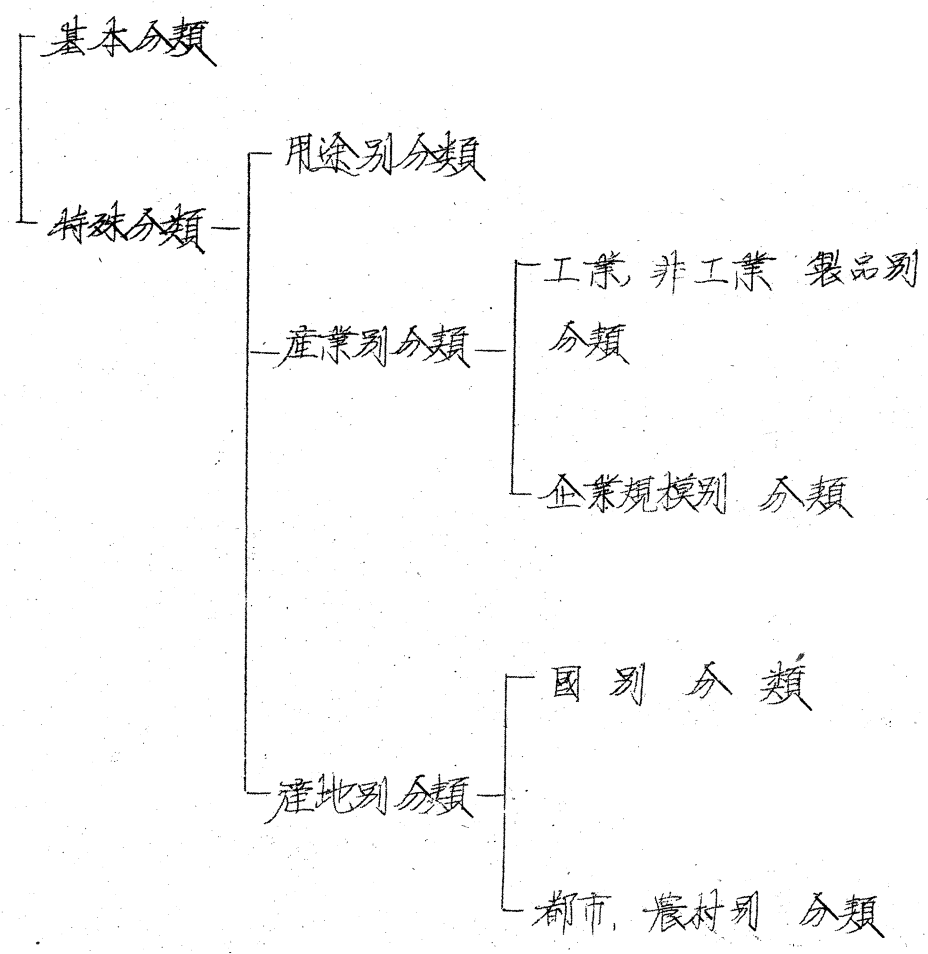 基本分類
用途別分類
特殊分類
工業, 非工業 製品別
産業別分類
分類
企業規模別 分類
國別 分類
産地別分類
都市, 農村別 分類